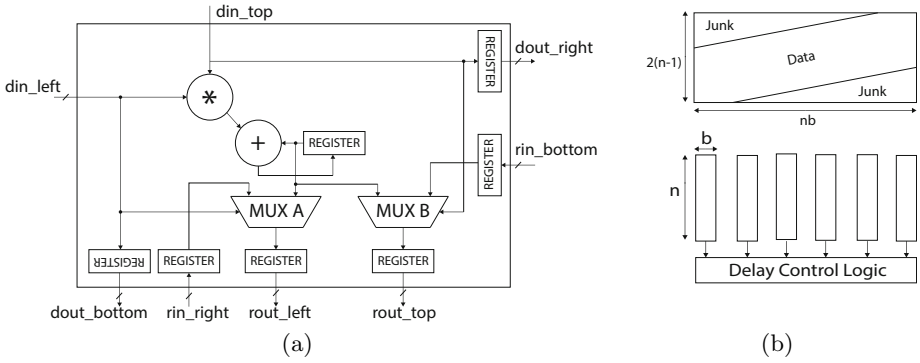 din_top
REGISTER
dout_right
din_left
*
+
REGISTER
REGISTER
rin_bottom
MUX A
MUX B
REGISTER
REGISTER
REGISTER
REGISTER
dout_bottom
rin_right
rout_left
rout_top
(a)
Junk
2(n-1)
Data
Junk
nb
b
n
Delay Control Logic
(b)